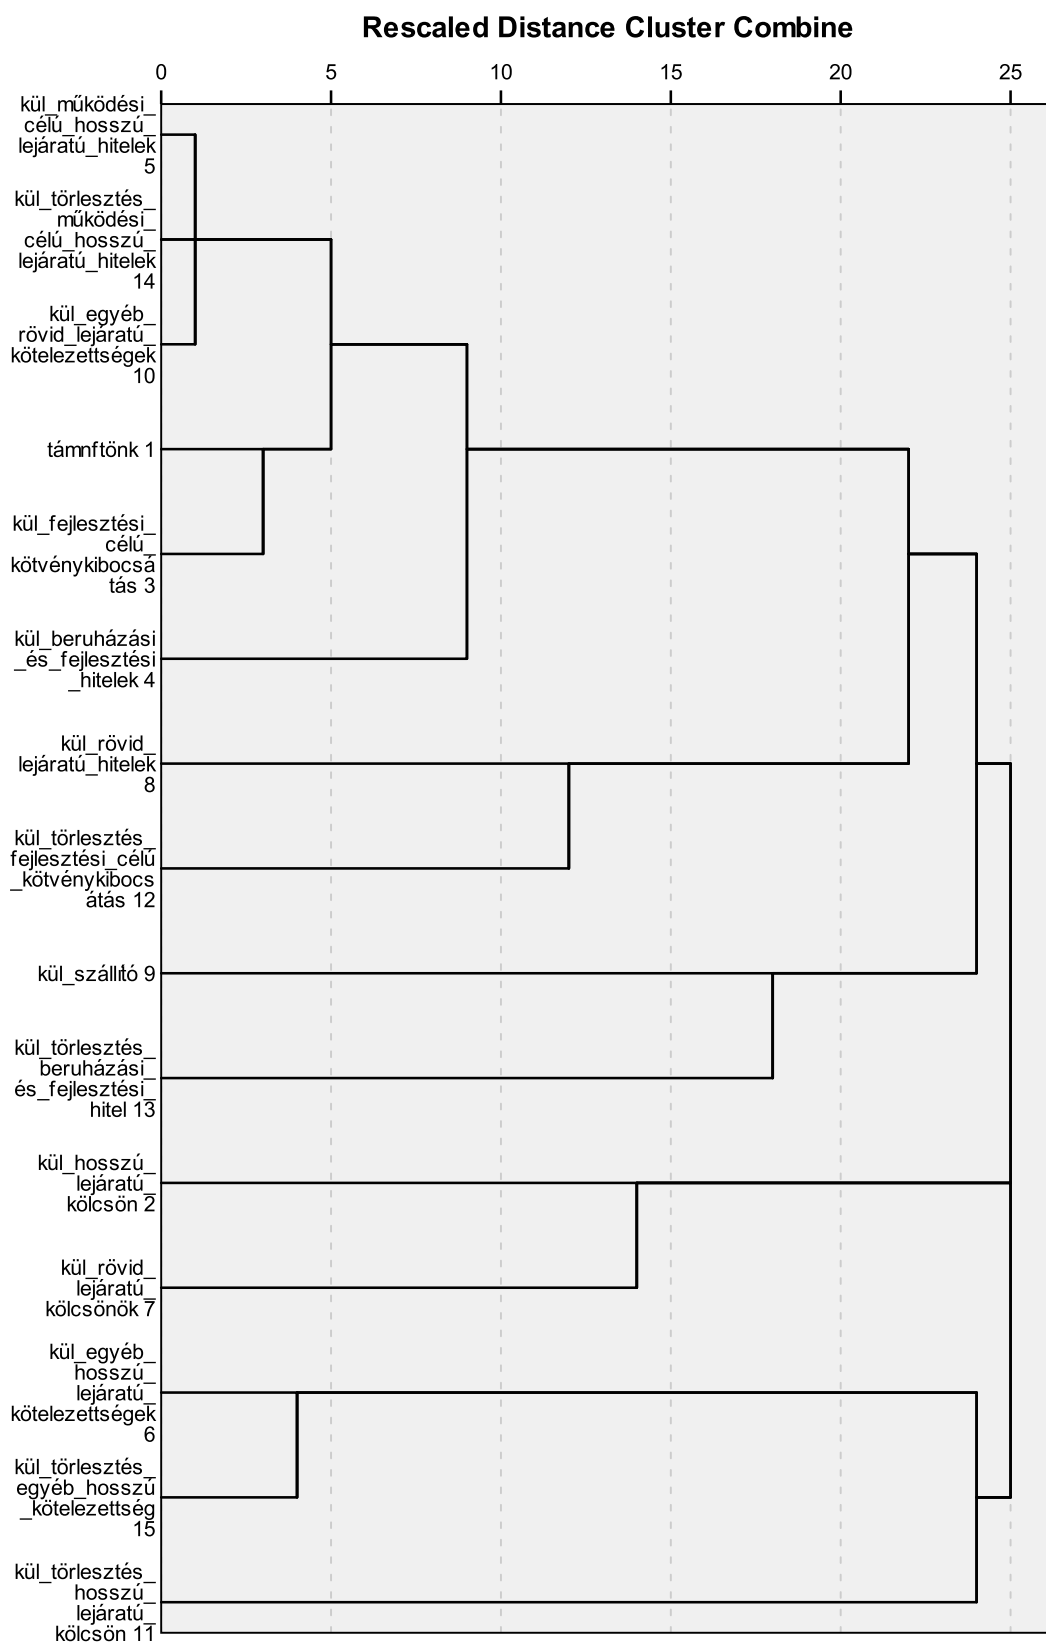 Rescaled Distance Cluster Combine
0 5 10 15 20 25
kül_működési_
célú_hosszú_
lejáratú_hitelek
5
kül_törlesztés_
működési_
célú_hosszú_
lejáratú_hitelek
14
kül_egyéb_
rövid_lejáratú_
kötelezettségek
10
támnftönk 1
kül_fejlesztési_
célú_
kötvénykibocsá
tás 3
kül_beruházási
_és_fejlesztési
_hitelek 4
kül_rövid_
lejáratú_hitelek
8
kül_törlesztés_
fejlesztési_célú
_kötvénykibocs
átás 12
kül_szállító 9
kül_törlesztés_
beruházási_
és_fejlesztési_
hitel 13
kül_hosszú_
lejáratú_
kölcsön 2
kül_rövid_
lejáratú_
kölcsönök 7
kül_egyéb_
hosszú_
lejáratú_
kötelezettségek
6
kül_törlesztés_
egyéb_hosszú
_kötelezettség
15
kül_törlesztés_
hosszú_
lejáratú_
kölcsön 11